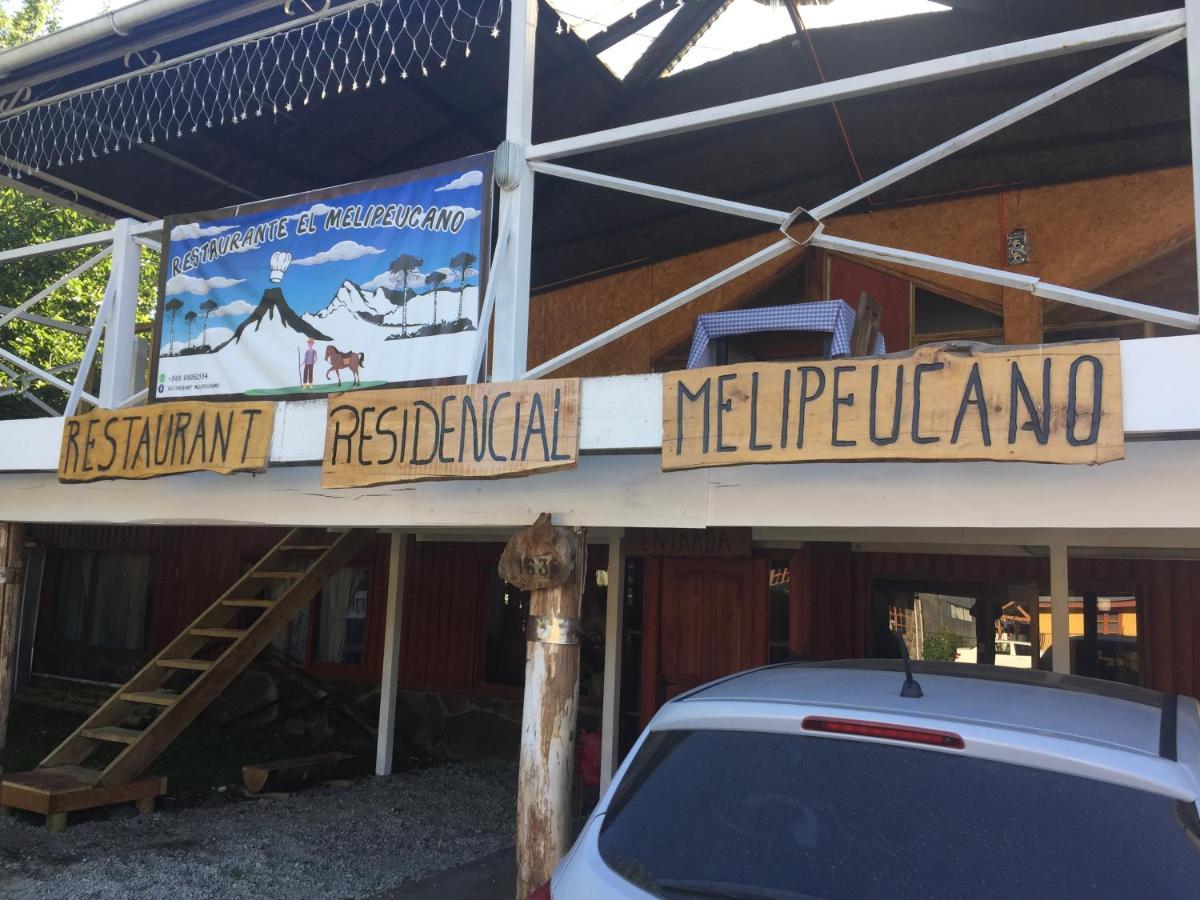 RESTAURANTE EL MELIPEUCANO
RESTAURANT
RESIDENCIAL
MELIPEUCANO
ENTRADA